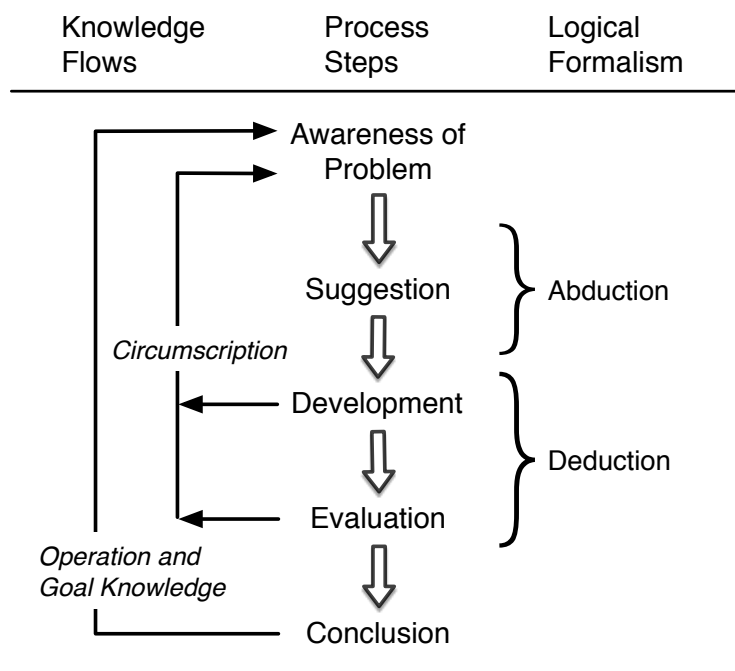 Knowledge
Flows
Process
Steps
Logical
Formalism
Awareness of
Problem
Suggestion
Abduction
Circumscription
Development
Deduction
Evaluation
Operation and
Goal Knowledge
Conclusion